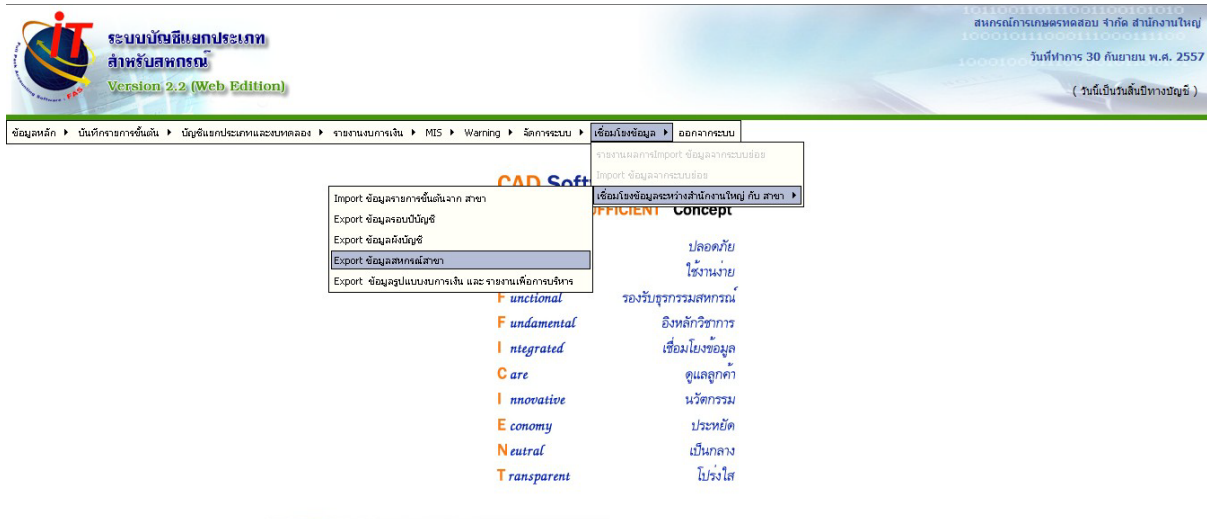 iT
Full Pack Accounting Software - FAS
ระบบบัญชีแยกประเภท
สำหรับสหกรณ์
Version 2.2 (Web Edition)
สหกรณ์การเกษตรทดสอบ จำกัด สำนักงานใหญ่
วันที่ทำการ 30 กันยายน พ.ศ. 2557
( วันนี้เป็นวันสิ้นปีทางบัญชี )
ข้อมูลหลัก บันทึกรายการขั้นต้น บัญชีแยกประเภทและงบทดลอง รายงานงบการเงิน MIS Warning จัดการระบบ เชื่อมโยงข้อมูล ออกจากระบบ
รายงานผลการImport ข้อมูลจากระบบย่อย
Import ข้อมูลจากระบบย่อย
เชื่อมโยงข้อมูลระหว่างสำนักงานใหญ่ กับ สาขา
Import ข้อมูลรายการขั้นต้นจาก สาขา
Export ข้อมูลรอบปีบัญชี
Export ข้อมูลผังบัญชี
Export ข้อมูลสหกรณ์สาขา
Export ข้อมูลรูปแบบงบการเงิน และ รายงานเพื่อการบริหาร
CAD Soft
FFICIENT Concept
ปลอดภัย
ใช้งานง่าย
Functional รองรับธุรกรรมสหกรณ์
Fundamental อิงหลักวิชาการ
Integrated เชื่อมโยงข้อมูล
Care ดูแลลูกค้า
Innovative นวัตกรรม
Economy ประหยัด
Neutral เป็นกลาง
Transparent โปร่งใส